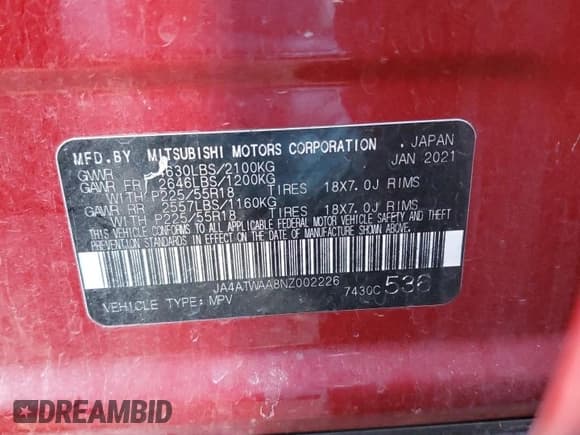 MFD. BY MITSUBISHI MOTORS CORPORATION . JAPAN
GVWR 4630LBS/2100KG JAN 2021
GAWR FR 2646LBS/1200KG
WITH P225/55R18 TIRES 18X7.0J RIMS
GAWR RR 2557LBS/1160KG
WITH P225/55R18 TIRES 18X7.0J RIMS
THIS VEHICLE CONFORMS TO ALL APPLICABLE FEDERAL MOTOR VEHICLE SAFETY AND THEFT
PREVENTION STANDARDS IN EFFECT ON THE DATE OF MANUFACTURE SHOWN ABOVE.
JA4ATWAA8NZ002226 7430C 536
VEHICLE TYPE: MPV
DREAMBID